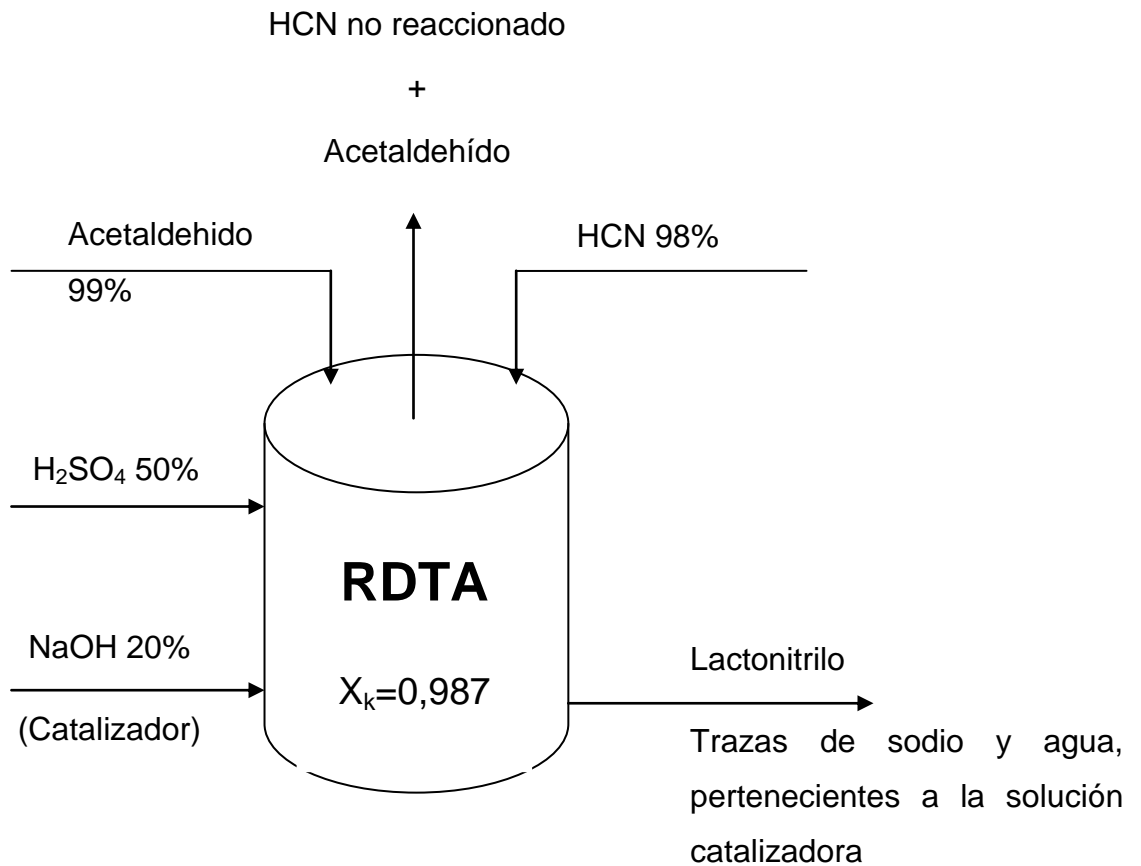 HCN no reaccionado
+
Acetaldehído
Acetaldehido
99%
HCN 98%
H₂SO₄ 50%
RDTA
NaOH 20%
(Catalizador)
Xₖ=0,987
Lactonitrilo
Trazas de sodio y agua,
pertenecientes a la solución
catalizadora